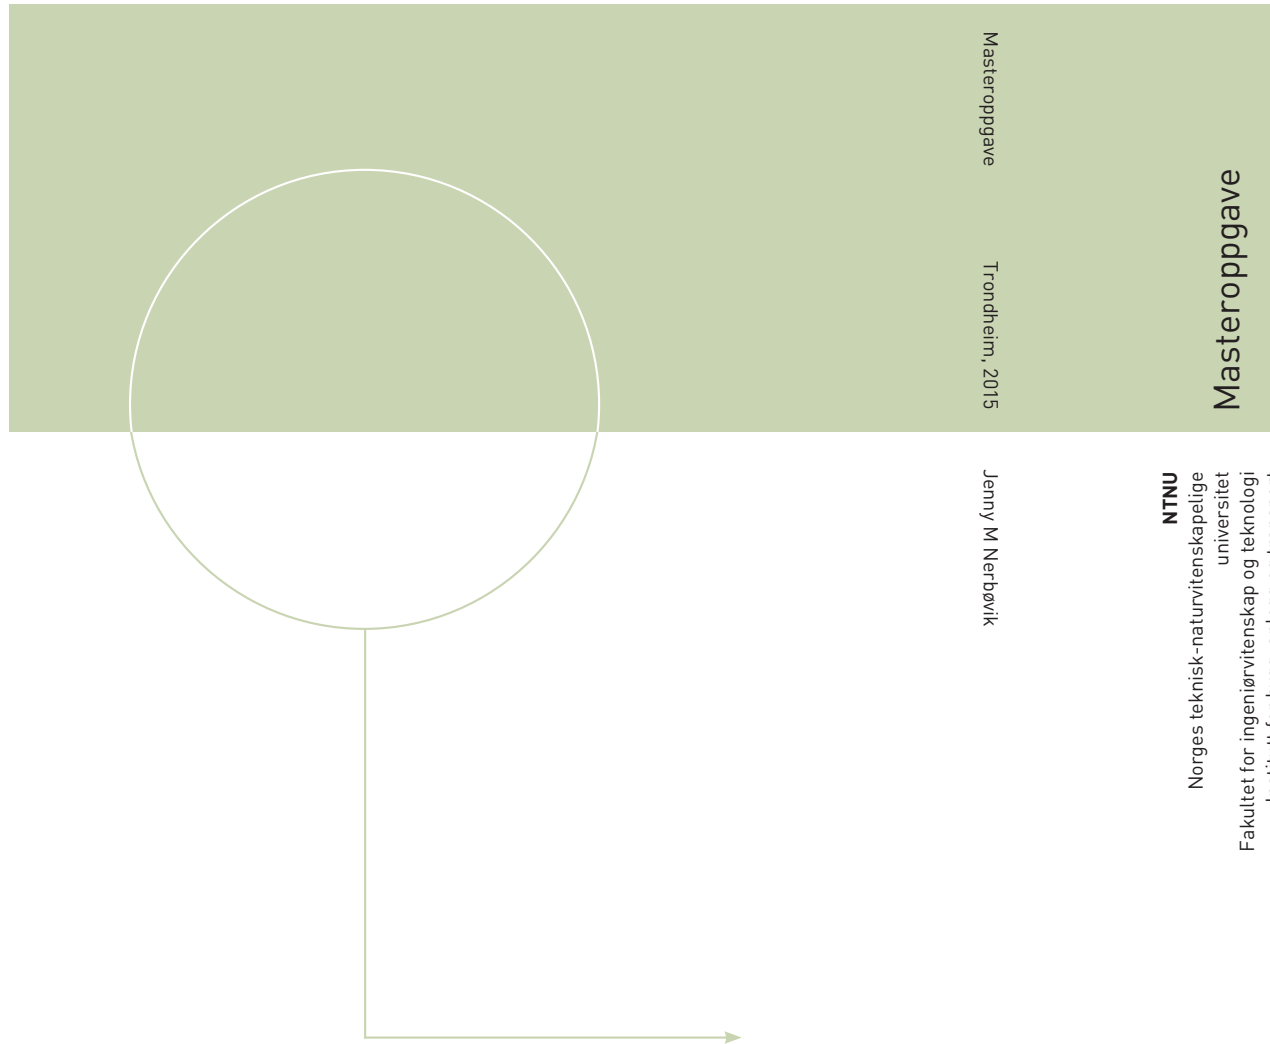 Masteroppgave
Trondheim, 2015
Jenny M Nerbøvik
Masteroppgave
NTNU
Norges teknisk-naturvitenskapelige
universitet
Fakultet for ingeniørvitenskap og teknologi